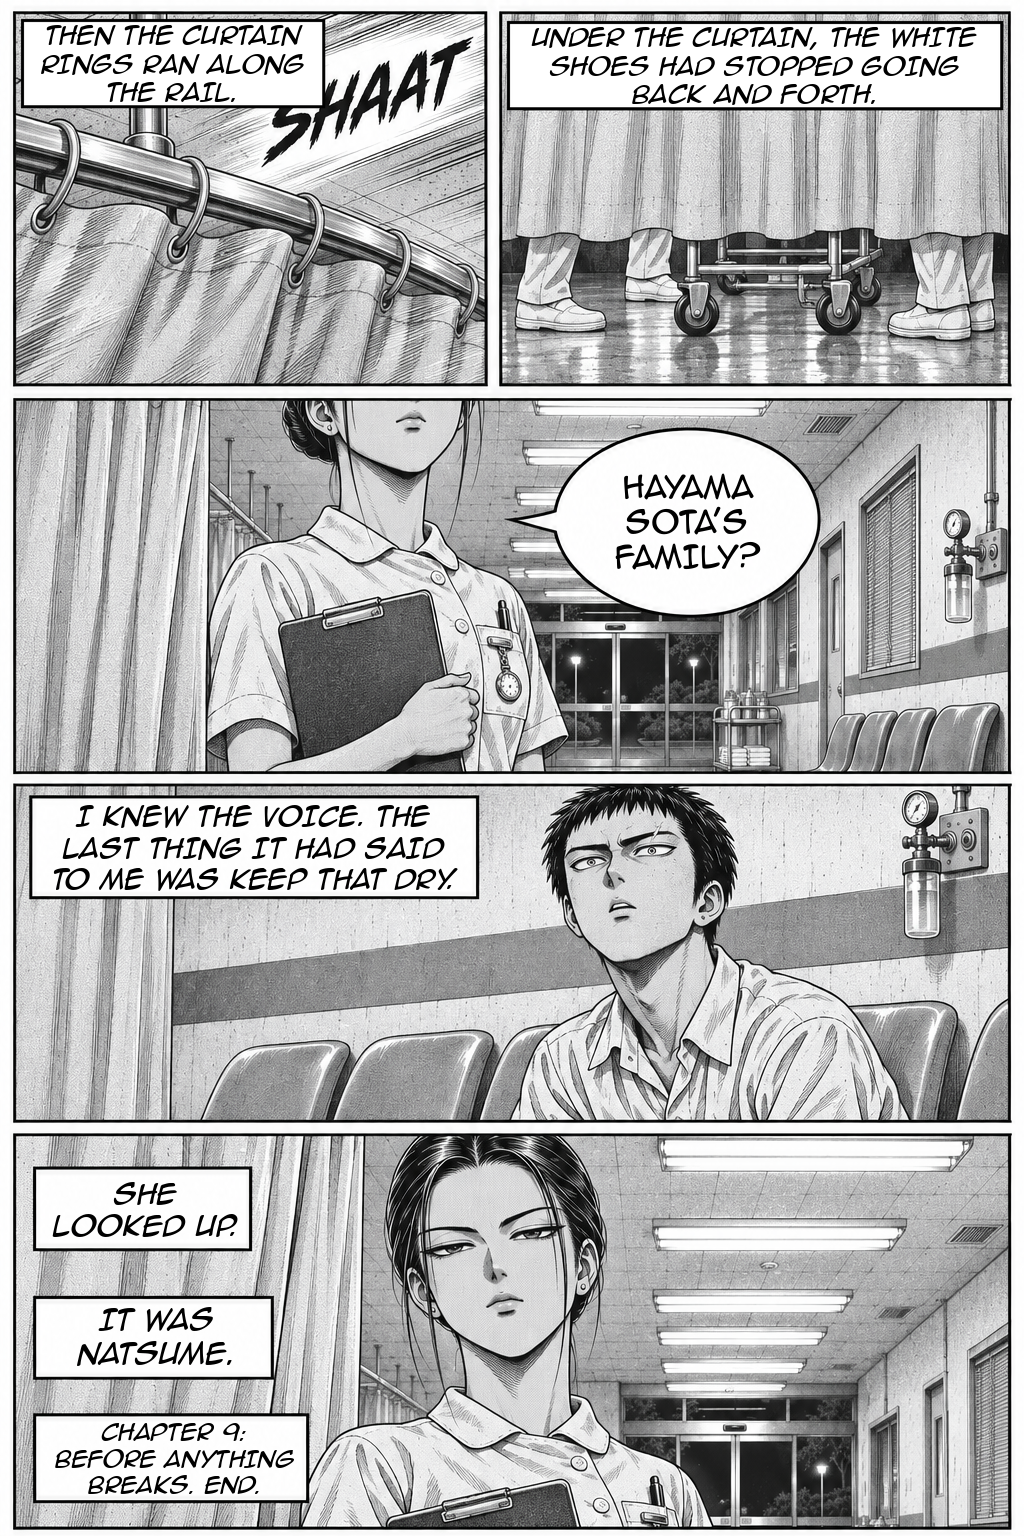 THEN THE CURTAIN
RINGS RAN ALONG
THE RAIL.
SHAAT
UNDER THE CURTAIN, THE WHITE
SHOES HAD STOPPED GOING
BACK AND FORTH.
HAYAMA
SOTA'S
FAMILY?
I KNEW THE VOICE. THE
LAST THING IT HAD SAID
TO ME WAS KEEP THAT DRY.
SHE
LOOKED UP.
IT WAS
NATSUME.
CHAPTER 9:
BEFORE ANYTHING
BREAKS. END.